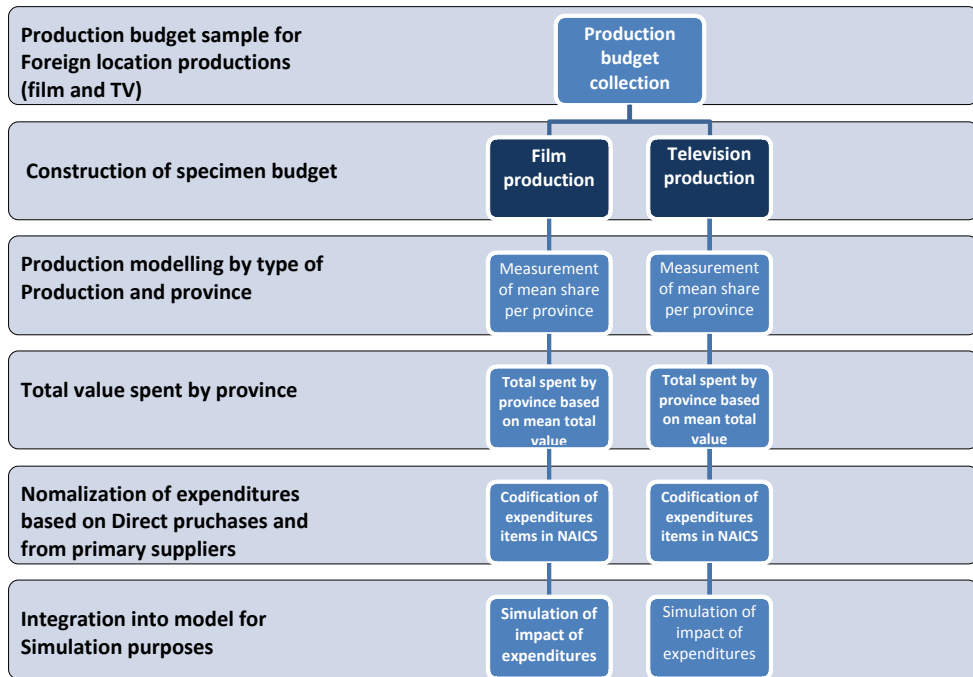 Production budget sample for
Foreign location productions
(film and TV)
Production
budget
collection
Construction of specimen budget
Film
production
Television
production
Production modelling by type of
Production and province
Measurement
of mean share
per province
Measurement
of mean share
per province
Total value spent by province
Total spent by
province based
on mean total
value
Total spent by
province based
on mean total
value
Nomalization of expenditures
based on Direct pruchases and
from primary suppliers
Codification of
expenditures
items in NAICS
Codification of
expenditures
items in NAICS
Integration into model for
Simulation purposes
Simulation of
impact of
expenditures
Simulation of
impact of
expenditures